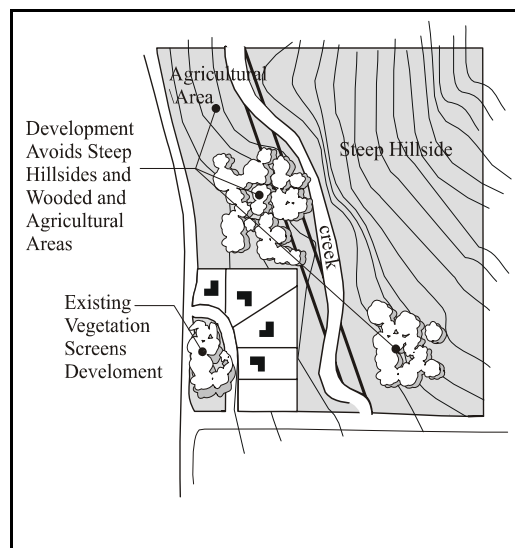 Agricultural
Area
Development
Avoids Steep
Hillsides and
Wooded and
Agricultural
Areas
Steep Hillside
creek
Existing
Vegetation
Screens
Develoment